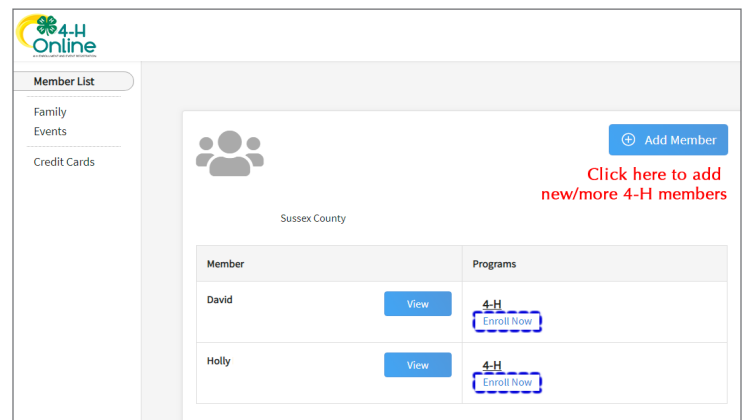 4-H
Online
Member List
Family
Events
Credit Cards
Add Member
Click here to add
new/more 4-H members
Sussex County
Member Programs
David View 4-H
Enroll Now
Holly View 4-H
Enroll Now